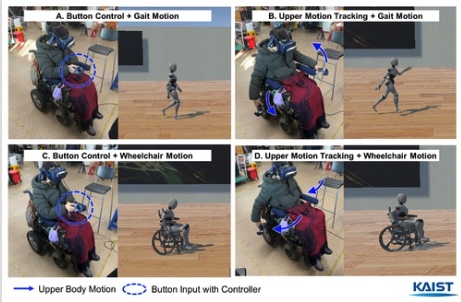 A. Button Control + Gait Motion
B. Upper Motion Tracking + Gait Motion
C. Button Control + Wheelchair Motion
D. Upper Motion Tracking + Wheelchair Motion
Upper Body Motion
Button Input with Controller
KAIST